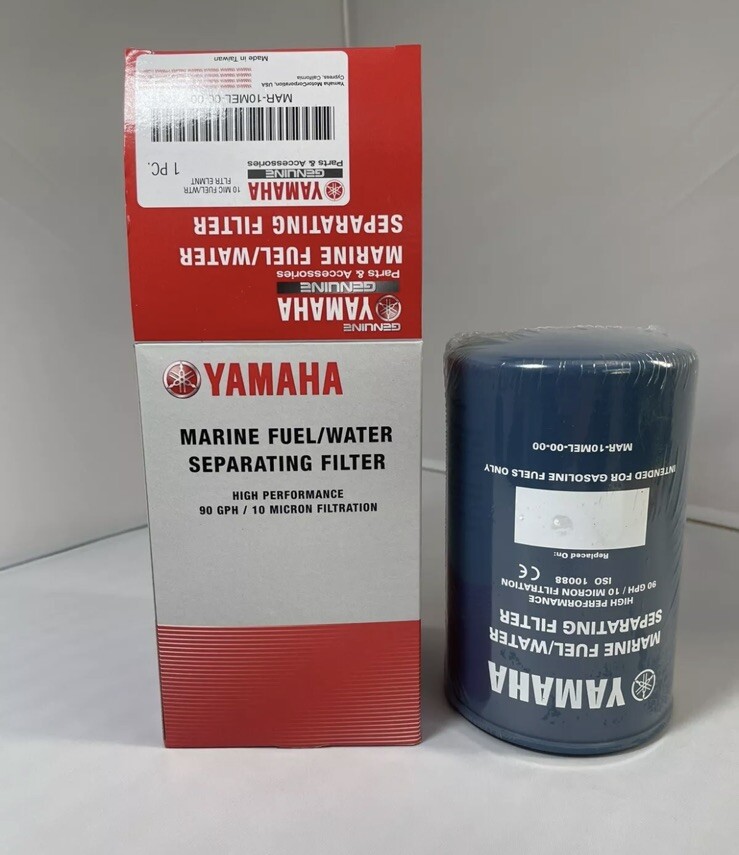 GENUINE
YAMAHA
GENUINE
Parts & Accessories
MARINE FUEL/WATER
SEPARATING FILTER
YAMAHA
GENUINE
Parts & Accessories
10 MIC FUEL/WTR
FLTR ELMNT
1 PC.
MAR-10MEL-00-00
Yamaha MotorCorporation, USA
Cypress, California
Made in Taiwan
YAMAHA
MARINE FUEL/WATER
SEPARATING FILTER
HIGH PERFORMANCE
90 GPH / 10 MICRON FILTRATION
YAMAHA
MARINE FUEL/WATER
SEPARATING FILTER
HIGH PERFORMANCE
90 GPH / 10 MICRON FILTRATION
ISO 10088 CE
Replaced On:
INTENDED FOR GASOLINE FUELS ONLY
MAR-10MEL-00-00